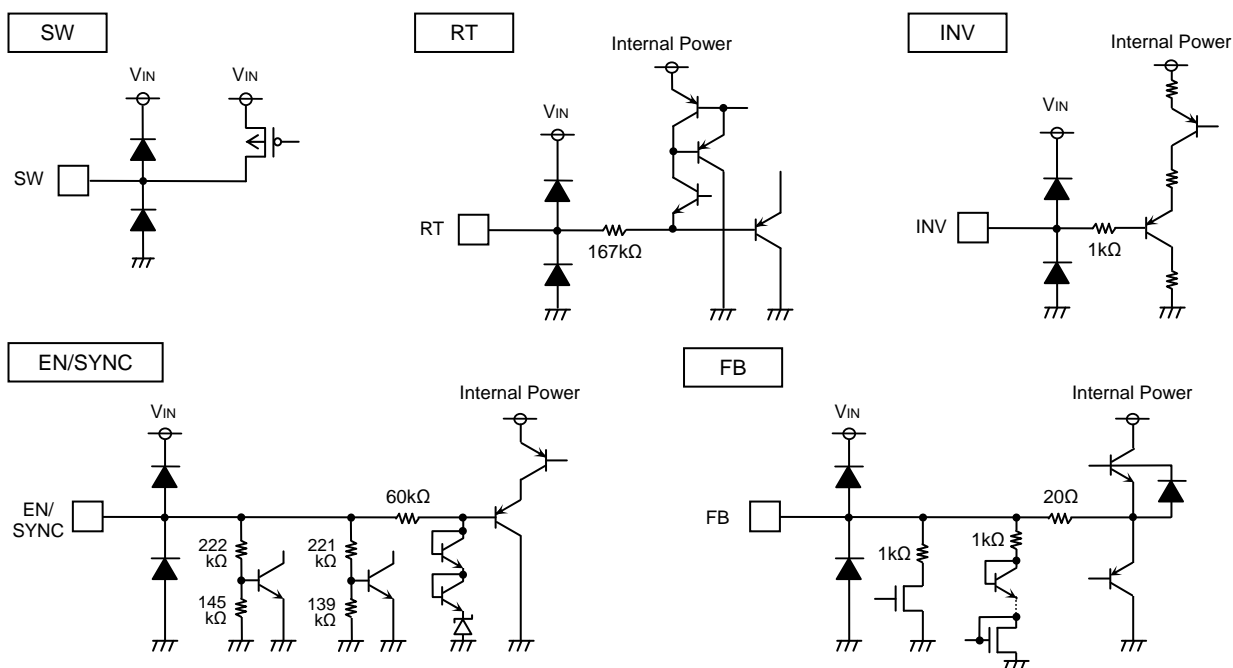 SW
VIN
VIN
SW
RT
Internal Power
VIN
RT
167kΩ
INV
Internal Power
VIN
INV
1kΩ
EN/SYNC
Internal Power
VIN
EN/
SYNC
60kΩ
222
kΩ
145
kΩ
221
kΩ
139
kΩ
FB
Internal Power
VIN
FB
20Ω
1kΩ
1kΩ